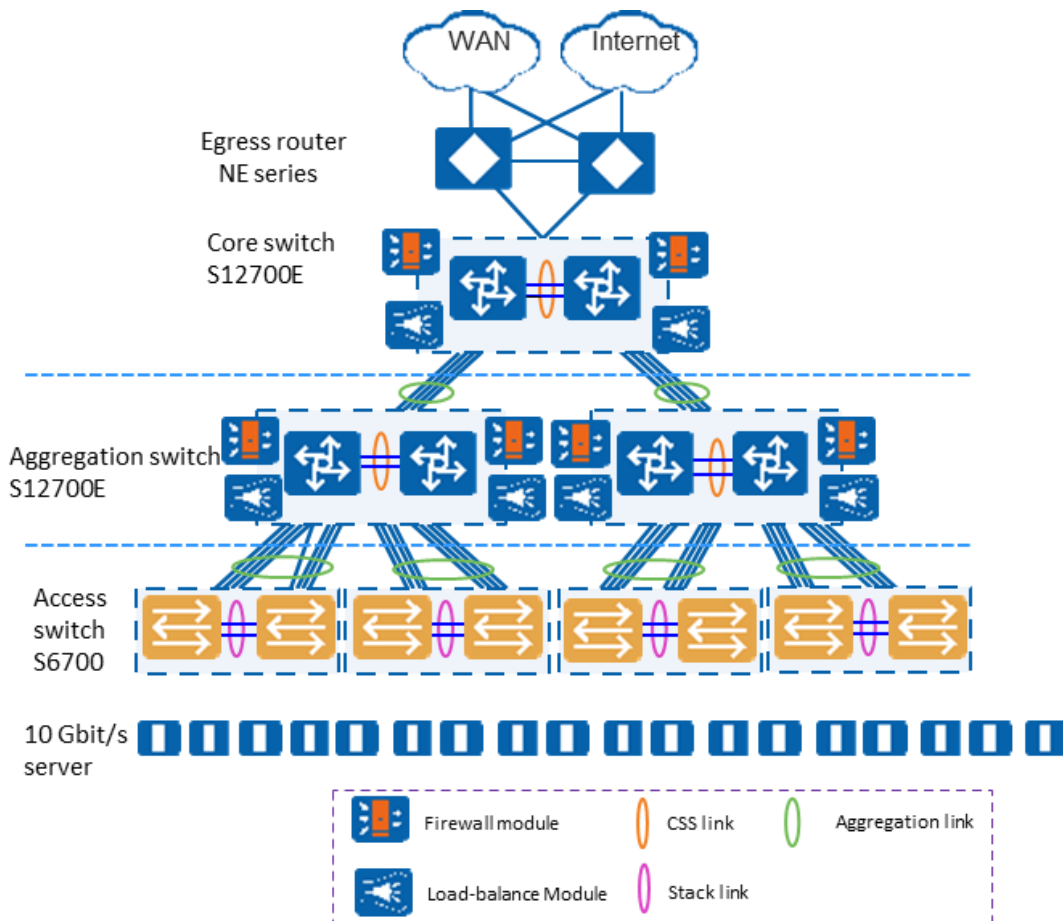 WAN
Internet
Egress router
NE series
Core switch
S12700E
Aggregation switch
S12700E
Access
switch
S6700
10 Gbit/s
server
Firewall module
CSS link
Aggregation link
Load-balance Module
Stack link